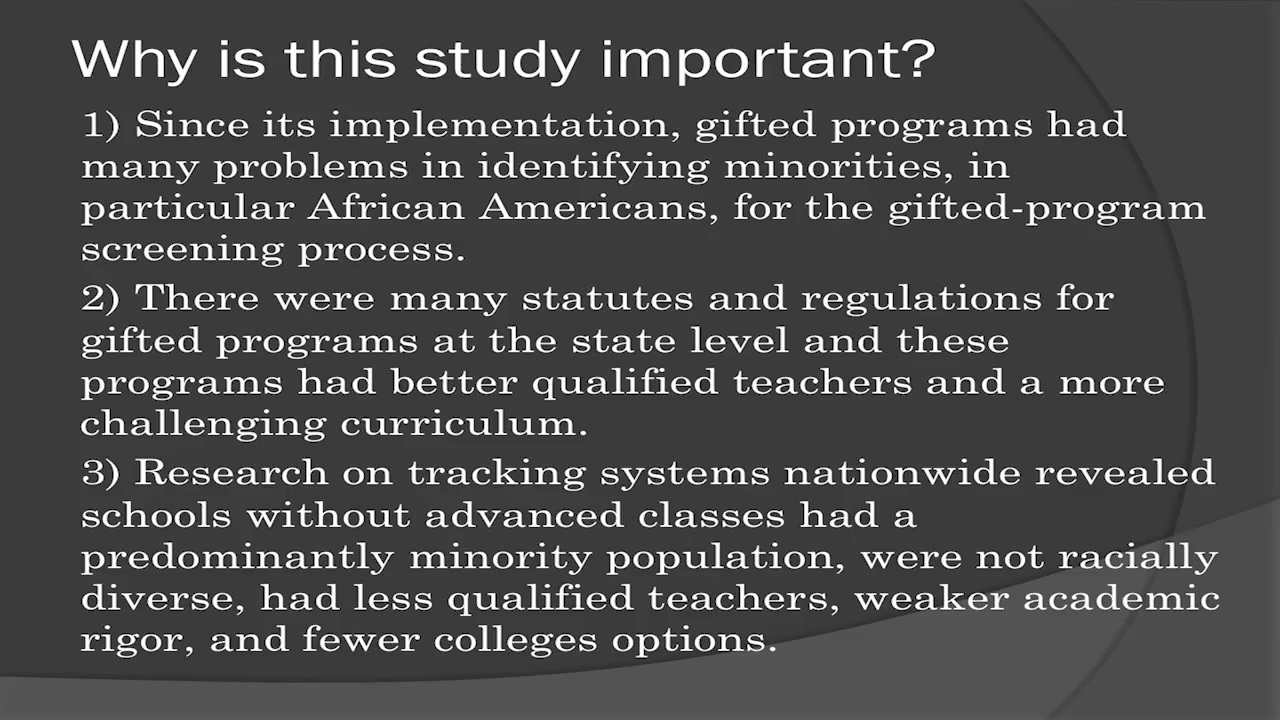 Why is this study important?
1) Since its implementation, gifted programs had
many problems in identifying minorities, in
particular African Americans, for the gifted-program
screening process.
2) There were many statutes and regulations for
gifted programs at the state level and these
programs had better qualified teachers and a more
challenging curriculum.
3) Research on tracking systems nationwide revealed
schools without advanced classes had a
predominantly minority population, were not racially
diverse, had less qualified teachers, weaker academic
rigor, and fewer colleges options.